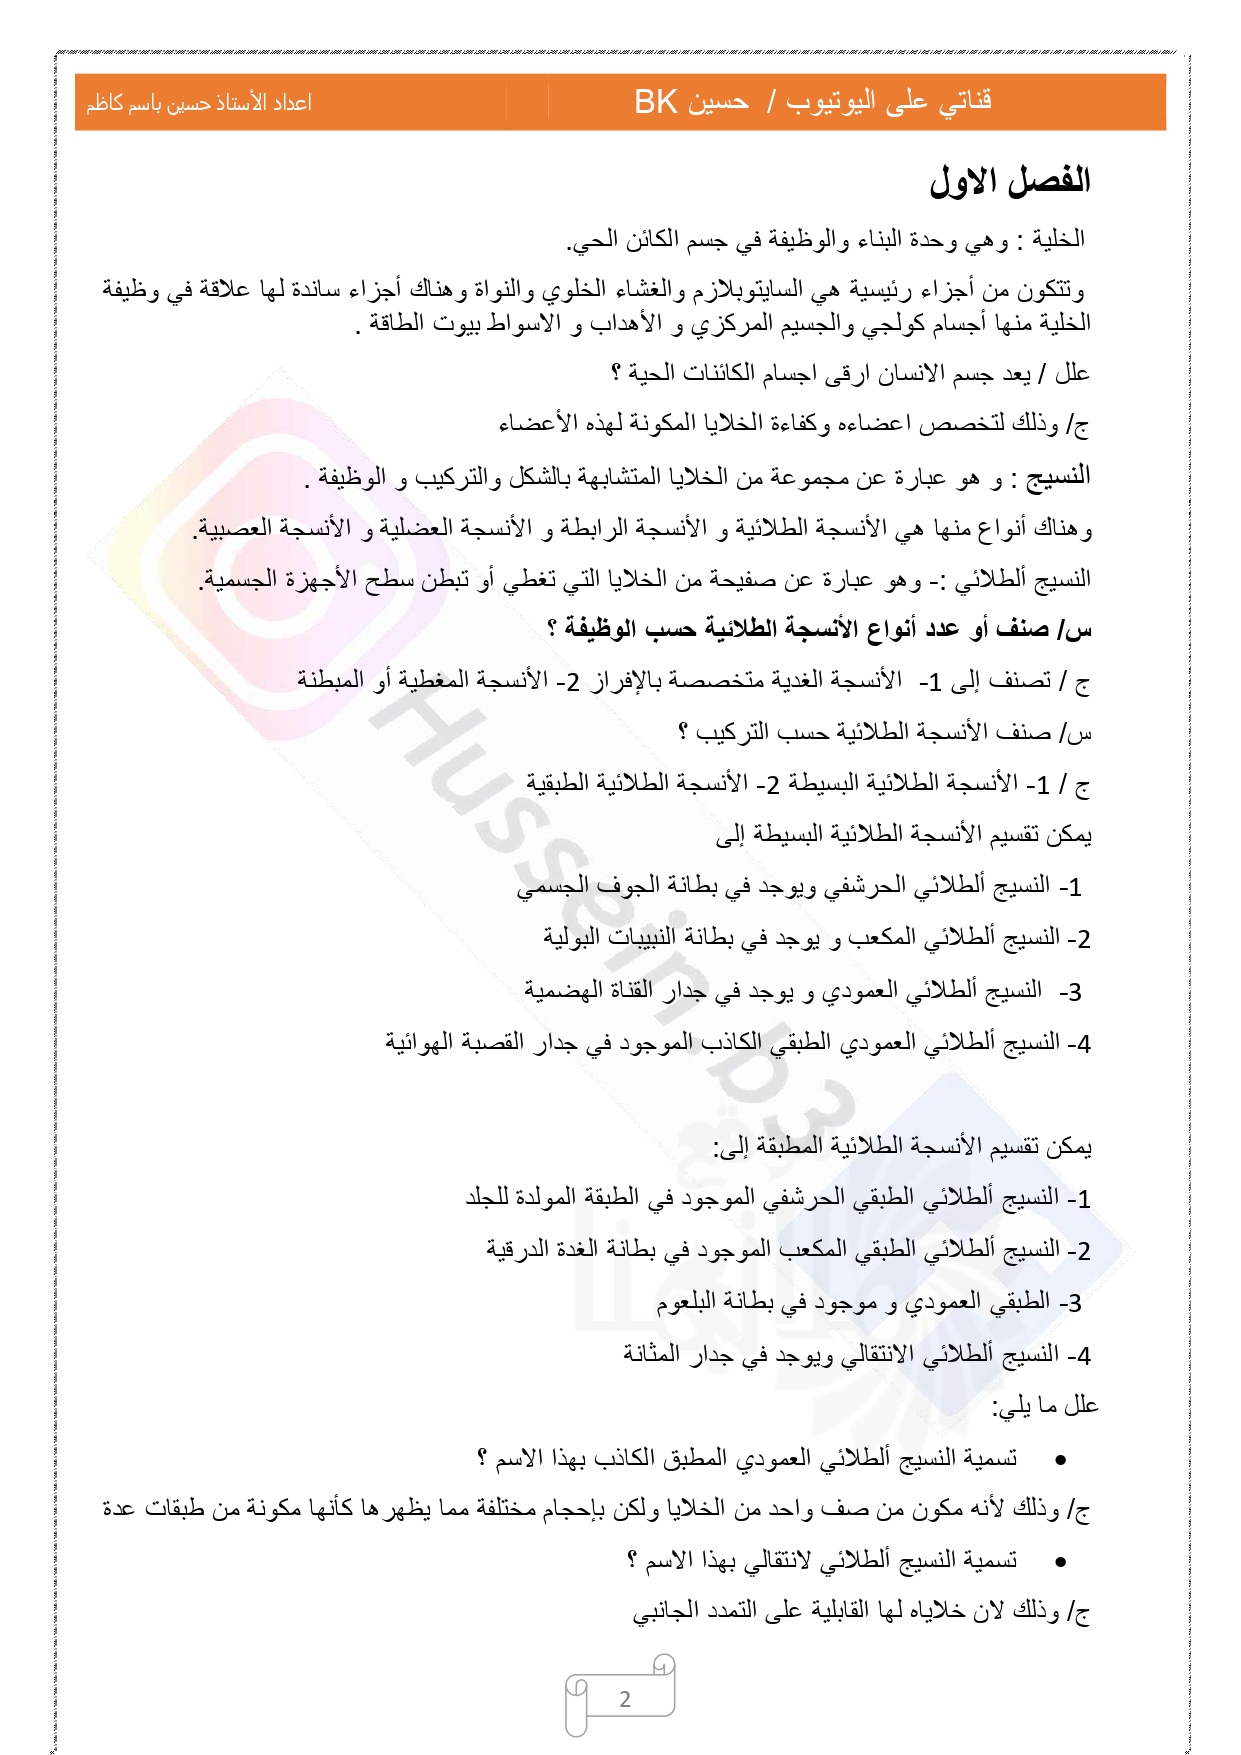 قناتي على اليوتيوب / حسين BK
اعداد الأستاذ حسين باسم كاظم
الفصل الاول
الخلية : وهي وحدة البناء والوظيفة في جسم الكائن الحي.
وتتكون من أجزاء رئيسية هي السايتوبلازم والغشاء الخلوي والنواة وهناك أجزاء ساندة لها علاقة في وظيفة
الخلية منها أجسام كولجي والجسيم المركزي و الأهداب و الاسواط بيوت الطاقة .
علل / يعد جسم الانسان ارقى اجسام الكائنات الحية ؟
ج/ وذلك لتخصص اعضاءه وكفاءة الخلايا المكونة لهذه الأعضاء
النسيج : و هو عبارة عن مجموعة من الخلايا المتشابهة بالشكل والتركيب و الوظيفة .
وهناك أنواع منها هي الأنسجة الطلائية و الأنسجة الرابطة و الأنسجة العضلية و الأنسجة العصبية.
النسيج ألطلائي :- وهو عبارة عن صفيحة من الخلايا التي تغطي أو تبطن سطح الأجهزة الجسمية.
س/ صنف أو عدد أنواع الأنسجة الطلائية حسب الوظيفة ؟
ج / تصنف إلى 1- الأنسجة الغدية متخصصة بالإفراز 2- الأنسجة المغطية أو المبطنة
س/ صنف الأنسجة الطلائية حسب التركيب ؟
ج / 1- الأنسجة الطلائية البسيطة 2- الأنسجة الطلائية الطبقية
يمكن تقسيم الأنسجة الطلائية البسيطة إلى
1- النسيج ألطلائي الحرشفي ويوجد في بطانة الجوف الجسمي
2- النسيج ألطلائي المكعب و يوجد في بطانة النبيبات البولية
3- النسيج ألطلائي العمودي و يوجد في جدار القناة الهضمية
4- النسيج ألطلائي العمودي الطبقي الكاذب الموجود في جدار القصبة الهوائية
يمكن تقسيم الأنسجة الطلائية المطبقة إلى:
1- النسيج ألطلائي الطبقي الحرشفي الموجود في الطبقة المولدة للجلد
2- النسيج ألطلائي الطبقي المكعب الموجود في بطانة الغدة الدرقية
3- الطبقي العمودي و موجود في بطانة البلعوم
4- النسيج ألطلائي الانتقالي ويوجد في جدار المثانة
علل ما يلي:
• تسمية النسيج ألطلائي العمودي المطبق الكاذب بهذا الاسم ؟
ج/ وذلك لأنه مكون من صف واحد من الخلايا ولكن بإحجام مختلفة مما يظهرها كأنها مكونة من طبقات عدة
• تسمية النسيج ألطلائي لانتقالي بهذا الاسم ؟
ج/ وذلك لان خلاياه لها القابلية على التمدد الجانبي
2
Hussein.b3